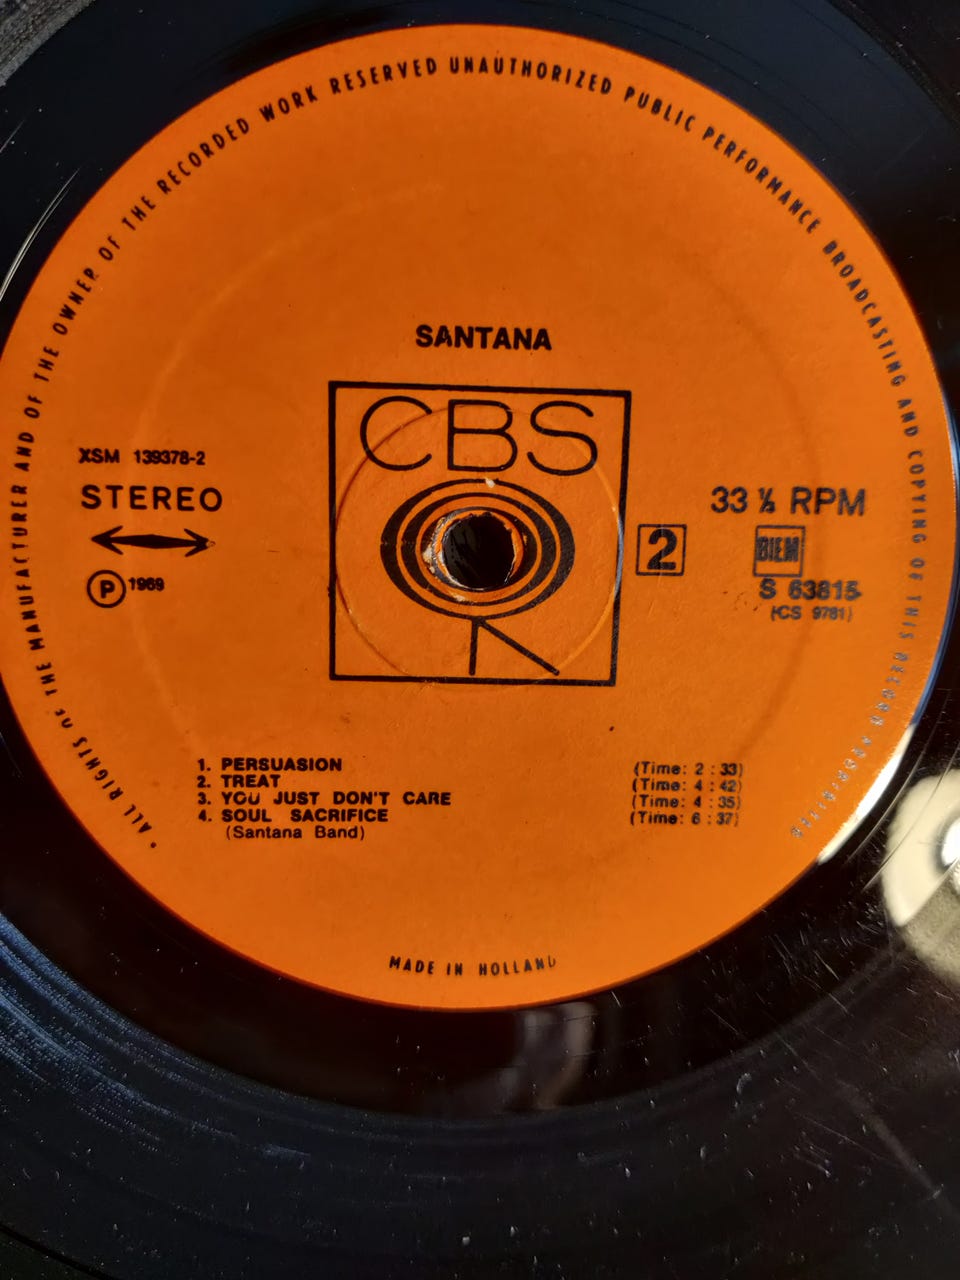 ALL RIGHTS OF THE MANUFACTURER AND OF THE OWNER OF THE RECORDED WORK RESERVED UNAUTHORIZED PUBLIC PERFORMANCE BROADCASTING AND COPYING OF THIS RECORD PROHIBITED
SANTANA
CBS
XSM 139378-2
STEREO
Ⓟ 1969
33 ⅓ RPM
2
BIEM
S 63815
(CS 9781)
1. PERSUASION (Time: 2 : 33)
2. TREAT (Time: 4 : 42)
3. YOU JUST DON'T CARE (Time: 4 : 35)
4. SOUL SACRIFICE (Time: 6 : 37)
(Santana Band)
MADE IN HOLLAND